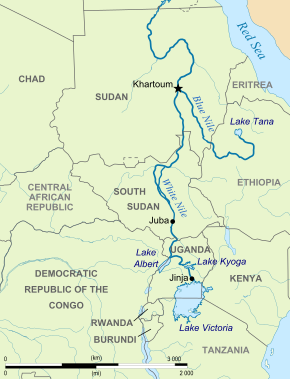 Red Sea
CHAD
Khartoum
ERITREA
SUDAN
Blue Nile
Lake Tana
ETHIOPIA
CENTRAL
AFRICAN
REPUBLIC
SOUTH
SUDAN
White Nile
Juba
UGANDA
Lake
Albert
Lake Kyoga
DEMOCRATIC
REPUBLIC OF THE
CONGO
Jinja
KENYA
RWANDA
Lake Victoria
BURUNDI
TANZANIA
0 (km) 3 000
0 (mi) 2 000